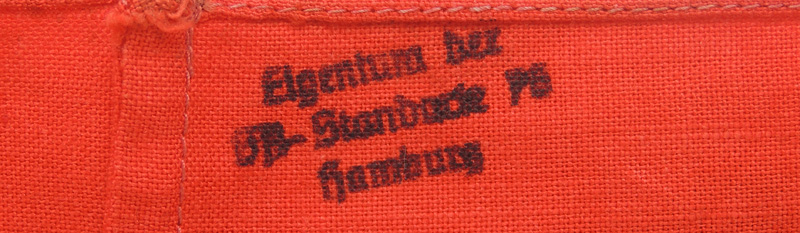 Eigentum der
SA-Standarte 76
Hamburg